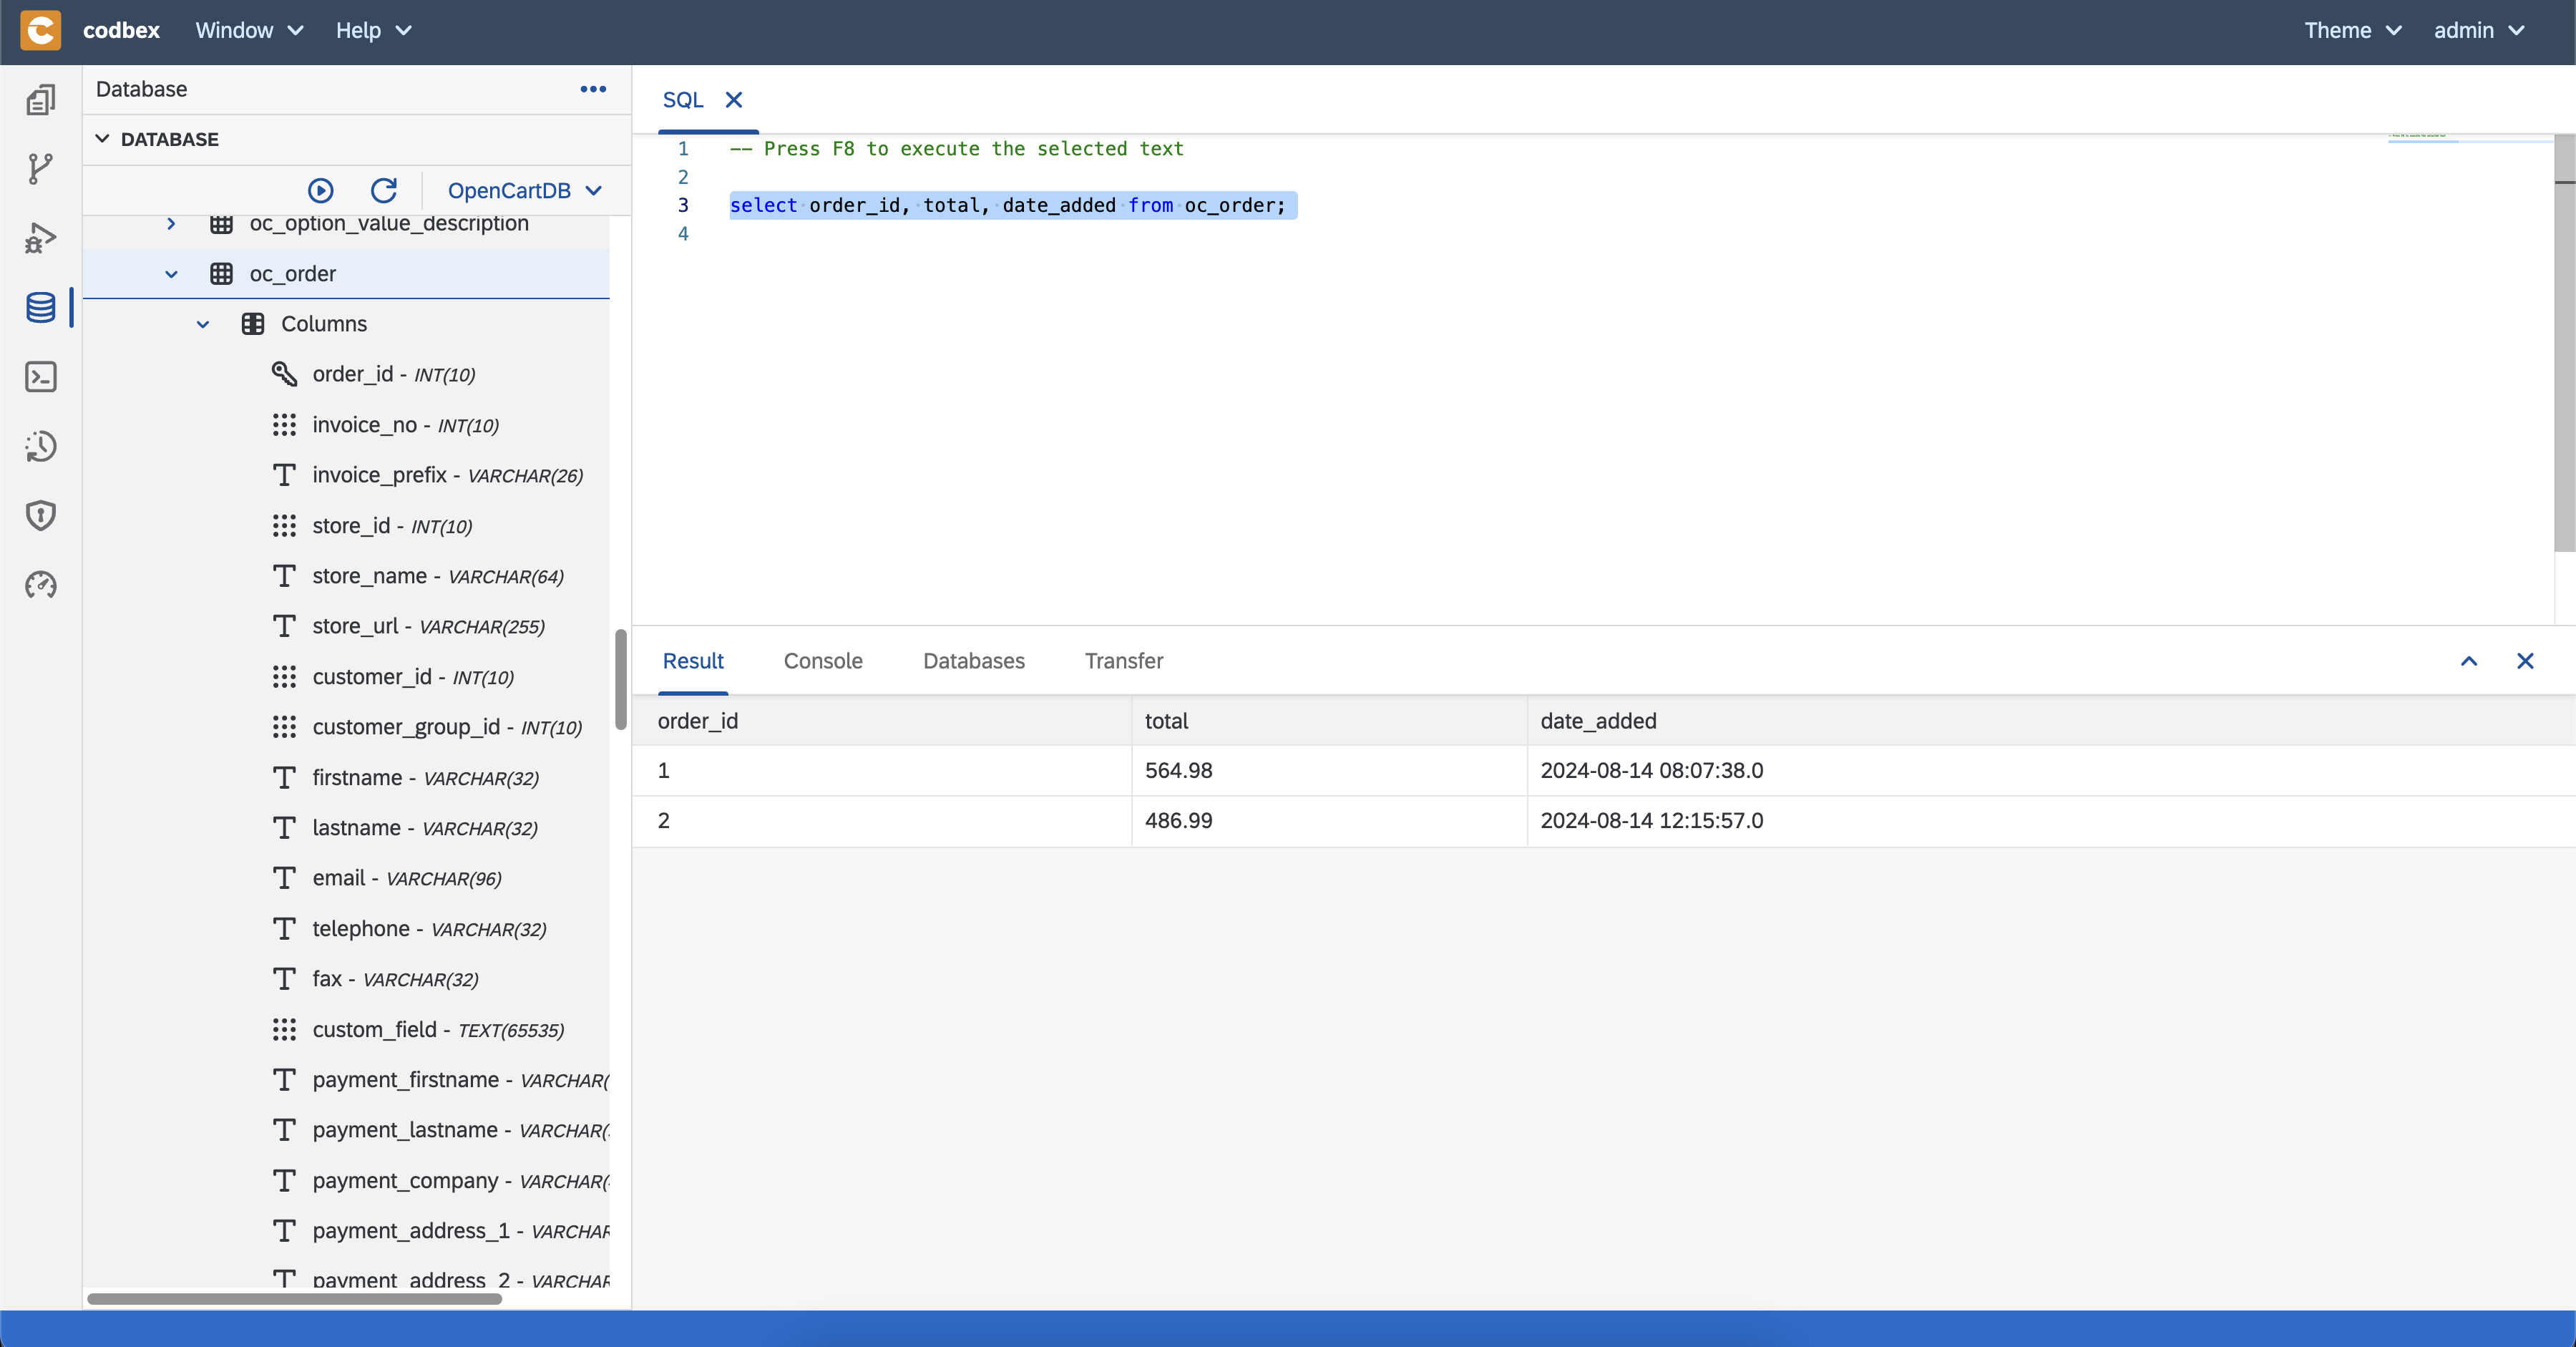 codbex Window Help Theme admin
Database
DATABASE
OpenCartDB
oc_option_value_description
oc_order
Columns
order_id - INT(10)
invoice_no - INT(10)
invoice_prefix - VARCHAR(26)
store_id - INT(10)
store_name - VARCHAR(64)
store_url - VARCHAR(255)
customer_id - INT(10)
customer_group_id - INT(10)
firstname - VARCHAR(32)
lastname - VARCHAR(32)
email - VARCHAR(96)
telephone - VARCHAR(32)
fax - VARCHAR(32)
custom_field - TEXT(65535)
payment_firstname - VARCHAR(
payment_lastname - VARCHAR(
payment_company - VARCHAR(
payment_address_1 - VARCHAR
payment_address_2 - VARCHAR
SQL
1 -- Press F8 to execute the selected text
2
3 select order_id, total, date_added from oc_order;
4
Result Console Databases Transfer
order_id total date_added
1 564.98 2024-08-14 08:07:38.0
2 486.99 2024-08-14 12:15:57.0